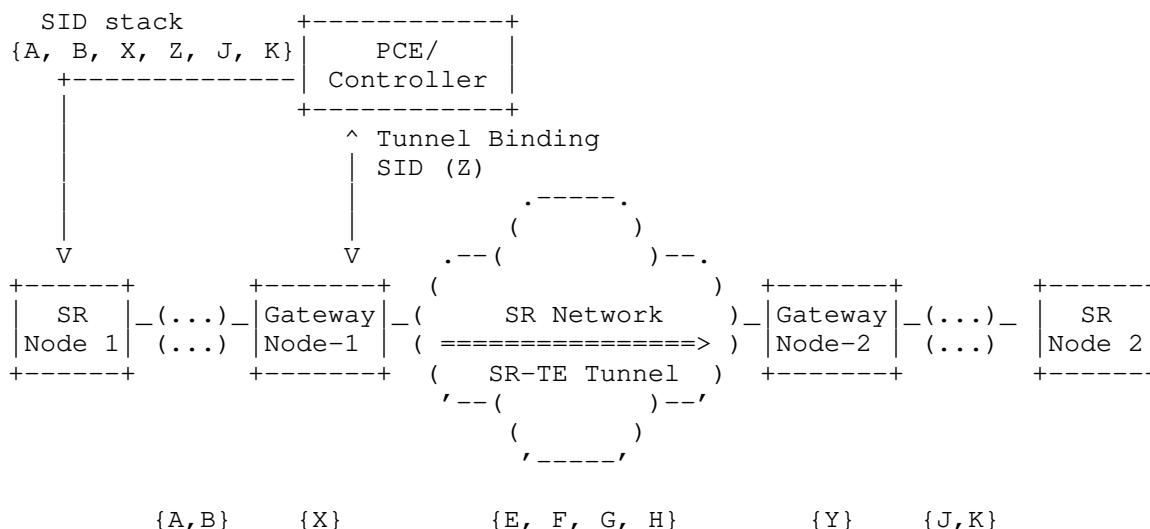 SID stack
{A, B, X, Z, J, K}
PCE/
Controller
Tunnel Binding
SID (Z)
SR
Node 1
(...)
(...)
Gateway
Node-1
SR Network
================>
SR-TE Tunnel
Gateway
Node-2
(...)
(...)
SR
Node 2
{A,B} {X} {E, F, G, H} {Y} {J,K}